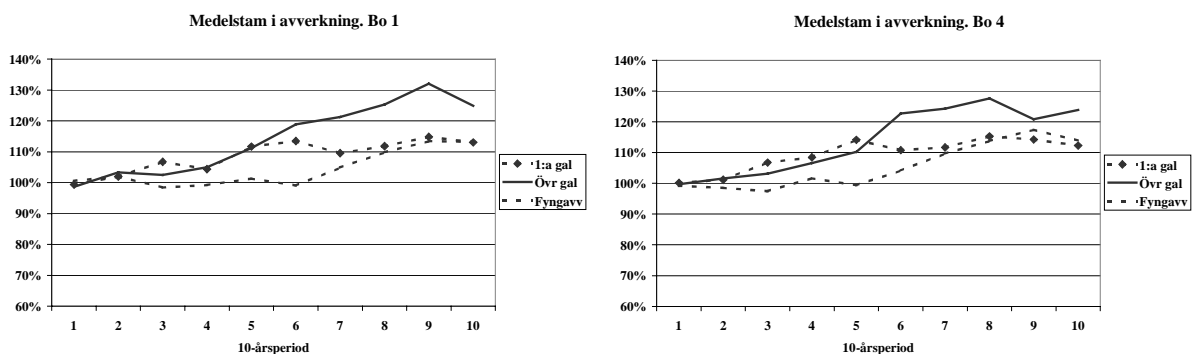 Medelstam i avverkning. Bo 1
140%
130%
120%
110%
100%
90%
80%
70%
60%
1 2 3 4 5 6 7 8 9 10
10-årsperiod
1:a gal
Övr gal
Fyngavv
Medelstam i avverkning. Bo 4
140%
130%
120%
110%
100%
90%
80%
70%
60%
1 2 3 4 5 6 7 8 9 10
10-årsperiod
1:a gal
Övr gal
Fyngavv